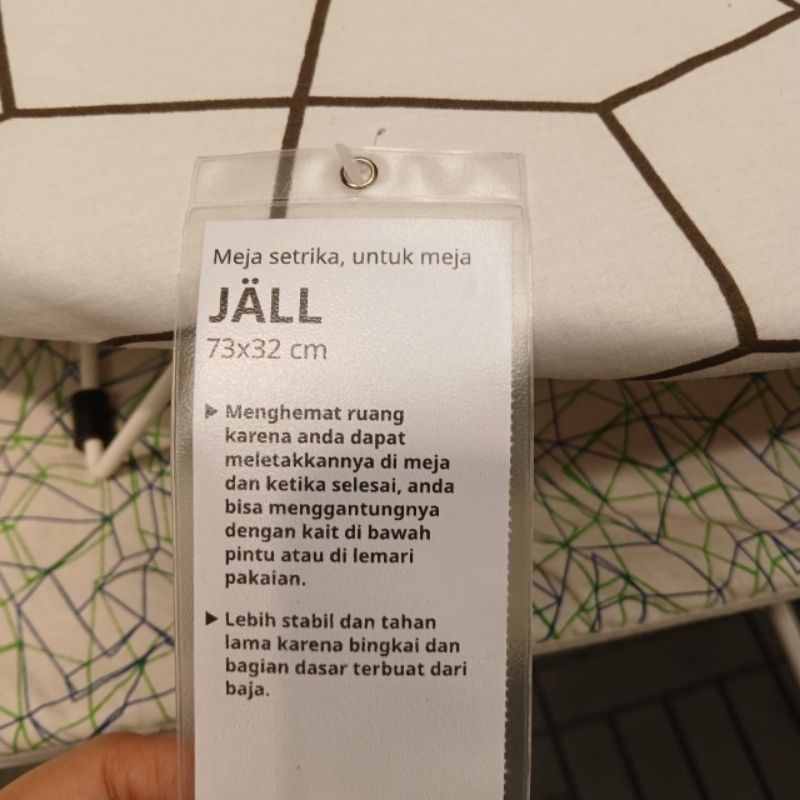 Meja setrika, untuk meja
JÄLL
73x32 cm
▶ Menghemat ruang
karena anda dapat
meletakkannya di meja
dan ketika selesai, anda
bisa menggantungnya
dengan kait di bawah
pintu atau di lemari
pakaian.
▶ Lebih stabil dan tahan
lama karena bingkai dan
bagian dasar terbuat dari
baja.